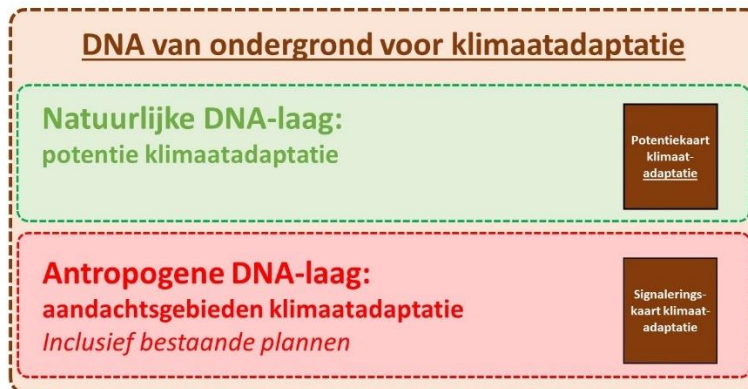 DNA van ondergrond voor klimaatadaptatie
Natuurlijke DNA-laag:
potentie klimaatadaptatie
Potentiekaart
klimaat-
adaptatie
Antropogene DNA-laag:
aandachtsgebieden klimaatadaptatie
Inclusief bestaande plannen
Signalerings-
kaart klimaat-
adaptatie